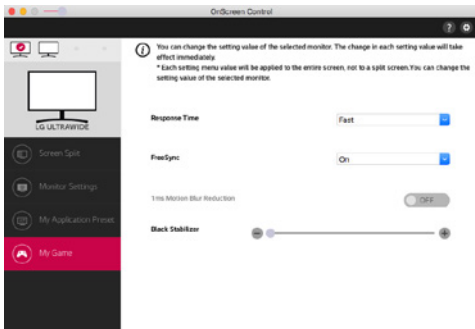 OnScreen Control
You can change the setting value of the selected monitor. The change in each setting value will take
effect immediately.
* Each setting menu value will be applied to the entire screen, not to a split screen.You can change the
setting value of the selected monitor.
LG ULTRAWIDE
Screen Split
Monitor Settings
My Application Preset
My Game
Response Time
Fast
FreeSync
On
1ms Motion Blur Reduction
OFF
Black Stabilizer